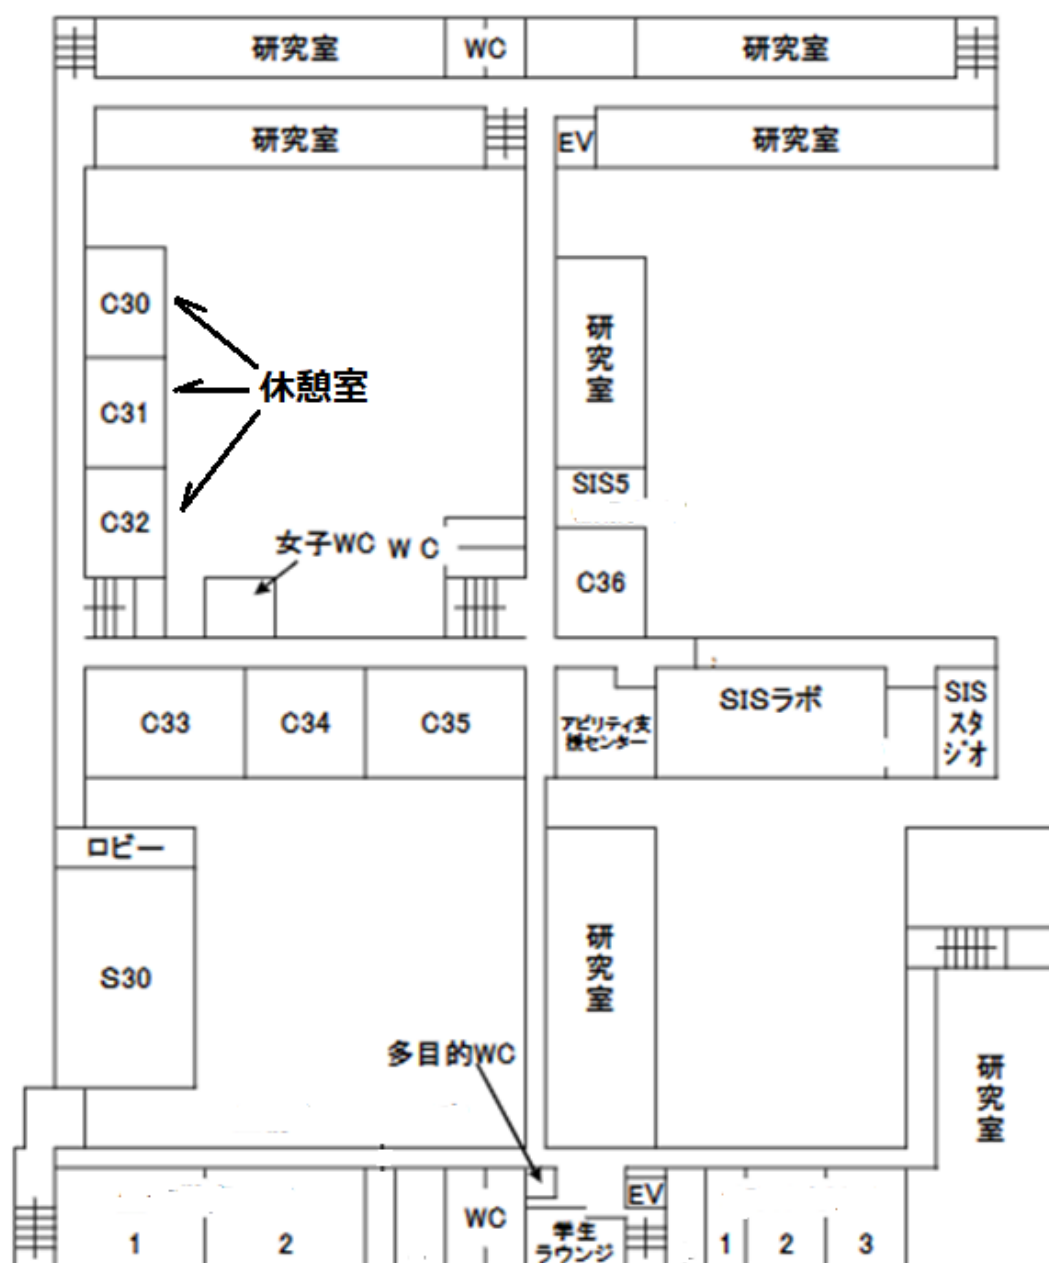 研究室
WC
研究室
研究室
EV
研究室
C30
C31
C32
休憩室
研究室
SIS5
女子WC
WC
C36
C33
C34
C35
アビリティ支
援センター
SISラボ
SIS
スタ
ジオ
ロビー
S30
研究室
研究室
多目的WC
1
2
WC
学生
ラウンジ
EV
1
2
3